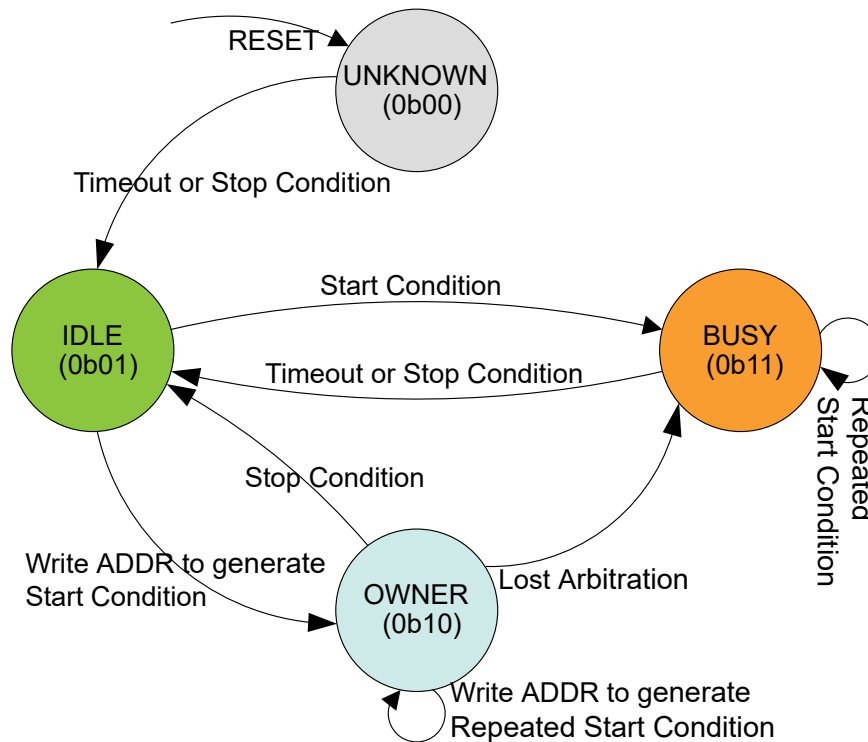 RESET
UNKNOWN
(0b00)
Timeout or Stop Condition
Start Condition
IDLE
(0b01)
BUSY
(0b11)
Timeout or Stop Condition
Repeated
Start Condition
Stop Condition
Write ADDR to generate
Start Condition
Lost Arbitration
OWNER
(0b10)
Write ADDR to generate
Repeated Start Condition